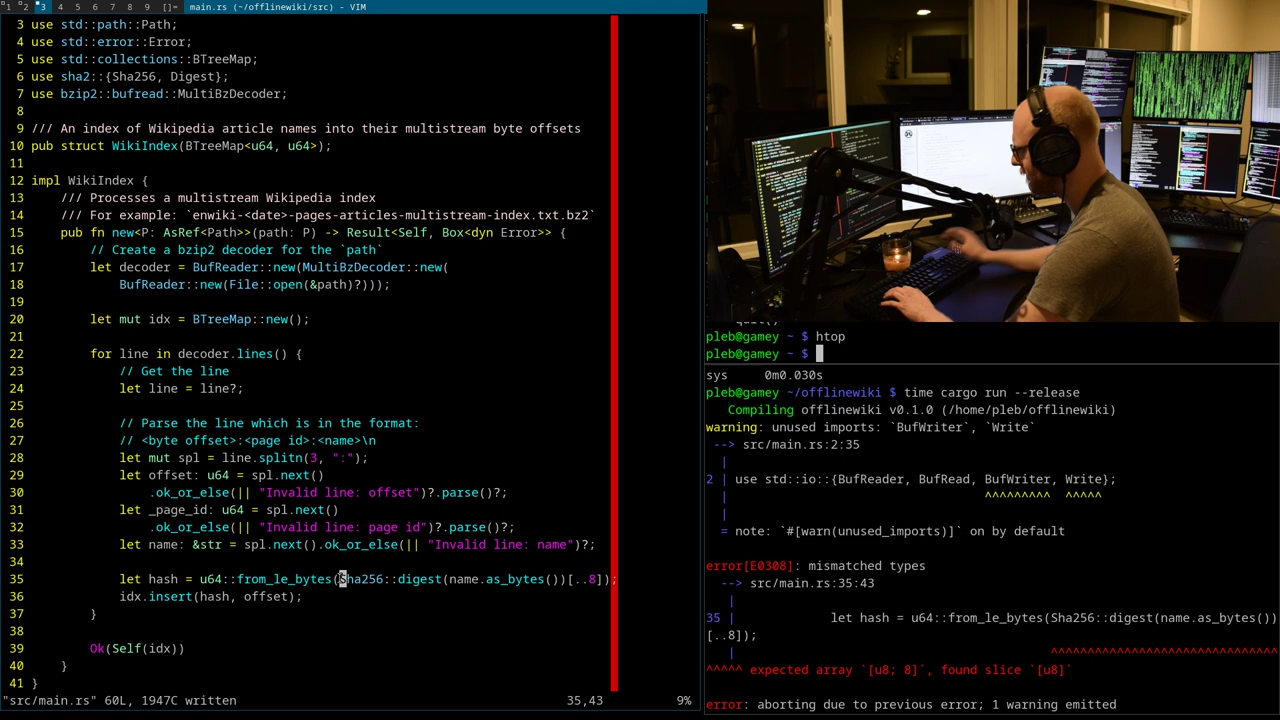 1 2 3 4 5 6 7 8 9 []= main.rs (~/offlinewiki/src) - VIM
3 use std::path::Path;
4 use std::error::Error;
5 use std::collections::BTreeMap;
6 use sha2::{Sha256, Digest};
7 use bzip2::bufread::MultiBzDecoder;
8
9 /// An index of Wikipedia article names into their multistream byte offsets
10 pub struct WikiIndex(BTreeMap<u64, u64>);
11
12 impl WikiIndex {
13 /// Processes a multistream Wikipedia index
14 /// For example: `enwiki-<date>-pages-articles-multistream-index.txt.bz2`
15 pub fn new<P: AsRef<Path>>(path: P) -> Result<Self, Box<dyn Error>> {
16 // Create a bzip2 decoder for the `path`
17 let decoder = BufReader::new(MultiBzDecoder::new(
18 BufReader::new(File::open(&path)?)));
19
20 let mut idx = BTreeMap::new();
21
22 for line in decoder.lines() {
23 // Get the line
24 let line = line?;
25
26 // Parse the line which is in the format:
27 // <byte offset>:<page id>:<name>\n
28 let mut spl = line.splitn(3, ":");
29 let offset: u64 = spl.next()
30 .ok_or_else(|| "Invalid line: offset")?.parse()?;
31 let _page_id: u64 = spl.next()
32 .ok_or_else(|| "Invalid line: page id")?.parse()?;
33 let name: &str = spl.next().ok_or_else(|| "Invalid line: name")?;
34
35 let hash = u64::from_le_bytes(Sha256::digest(name.as_bytes())[..8]);
36 idx.insert(hash, offset);
37 }
38
39 Ok(Self(idx))
40 }
41 }
"src/main.rs" 60L, 1947C written 35,43 9%
pleb@gamey ~ $ htop
pleb@gamey ~ $
sys 0m0.030s
pleb@gamey ~/offlinewiki $ time cargo run --release
Compiling offlinewiki v0.1.0 (/home/pleb/offlinewiki)
warning: unused imports: `BufWriter`, `Write`
--> src/main.rs:2:35
|
2 | use std::io::{BufReader, BufRead, BufWriter, Write};
| ^^^^^^^^^ ^^^^^
|
= note: `#[warn(unused_imports)]` on by default
error[E0308]: mismatched types
--> src/main.rs:35:43
|
35 | let hash = u64::from_le_bytes(Sha256::digest(name.as_bytes())
[..8]);
| ^^^^^^^^^^^^^^^^^^^^^^^^^^^^^^^
^^^^^ expected array `[u8; 8]`, found slice `[u8]`
error: aborting due to previous error; 1 warning emitted